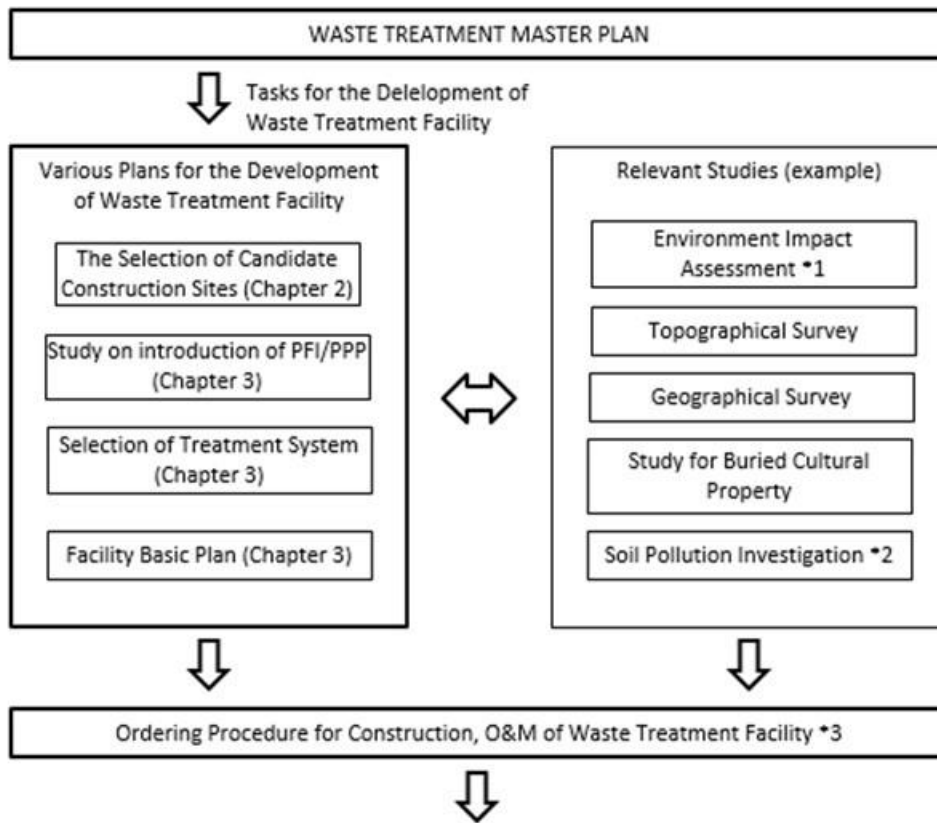 WASTE TREATMENT MASTER PLAN
Tasks for the Delelopment of
Waste Treatment Facility
Various Plans for the Development
of Waste Treatment Facility
The Selection of Candidate
Construction Sites (Chapter 2)
Study on introduction of PFI/PPP
(Chapter 3)
Selection of Treatment System
(Chapter 3)
Facility Basic Plan (Chapter 3)
Relevant Studies (example)
Environment Impact
Assessment *1
Topographical Survey
Geographical Survey
Study for Buried Cultural
Property
Soil Pollution Investigation *2
Ordering Procedure for Construction, O&M of Waste Treatment Facility *3